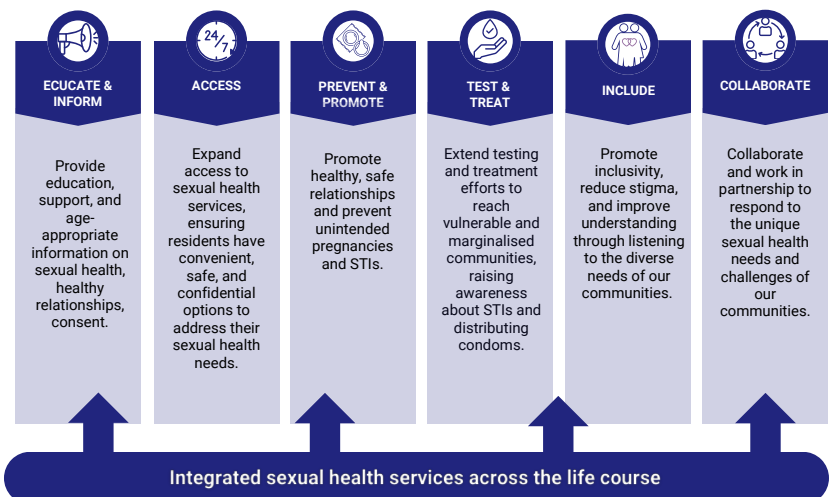 ECUCATE &
INFORM
Provide
education,
support, and
age-
appropriate
information on
sexual health,
healthy
relationships,
consent.
24/7
ACCESS
Expand
access to
sexual health
services,
ensuring
residents have
convenient,
safe, and
confidential
options to
address their
sexual health
needs.
PREVENT &
PROMOTE
Promote
healthy, safe
relationships
and prevent
unintended
pregnancies
and STIs.
TEST &
TREAT
Extend testing
and treatment
efforts to
reach
vulnerable and
marginalised
communities,
raising
awareness
about STIs and
distributing
condoms.
INCLUDE
Promote
inclusivity,
reduce stigma,
and improve
understanding
through listening
to the diverse
needs of our
communities.
COLLABORATE
Collaborate
and work in
partnership to
respond to
the unique
sexual health
needs and
challenges of
our
communities.
Integrated sexual health services across the life course